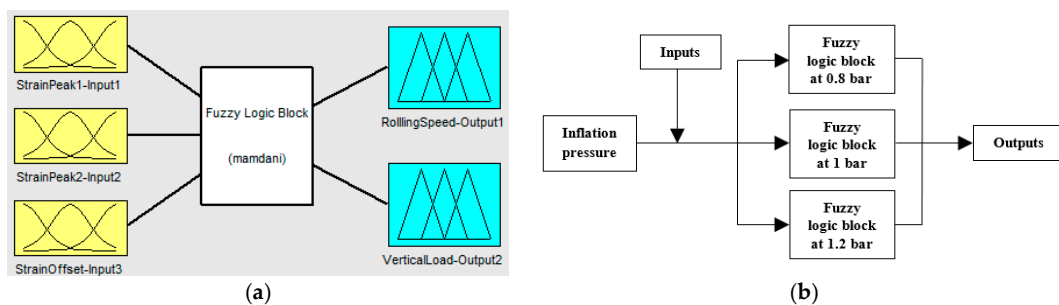 StrainPeak1-Input1
StrainPeak2-Input2
StrainOffset-Input3
Fuzzy Logic Block
(mamdani)
RollingSpeed-Output1
VerticalLoad-Output2
(a)
Inputs
Inflation
pressure
Fuzzy
logic block
at 0.8 bar
Fuzzy
logic block
at 1 bar
Fuzzy
logic block
at 1.2 bar
Outputs
(b)